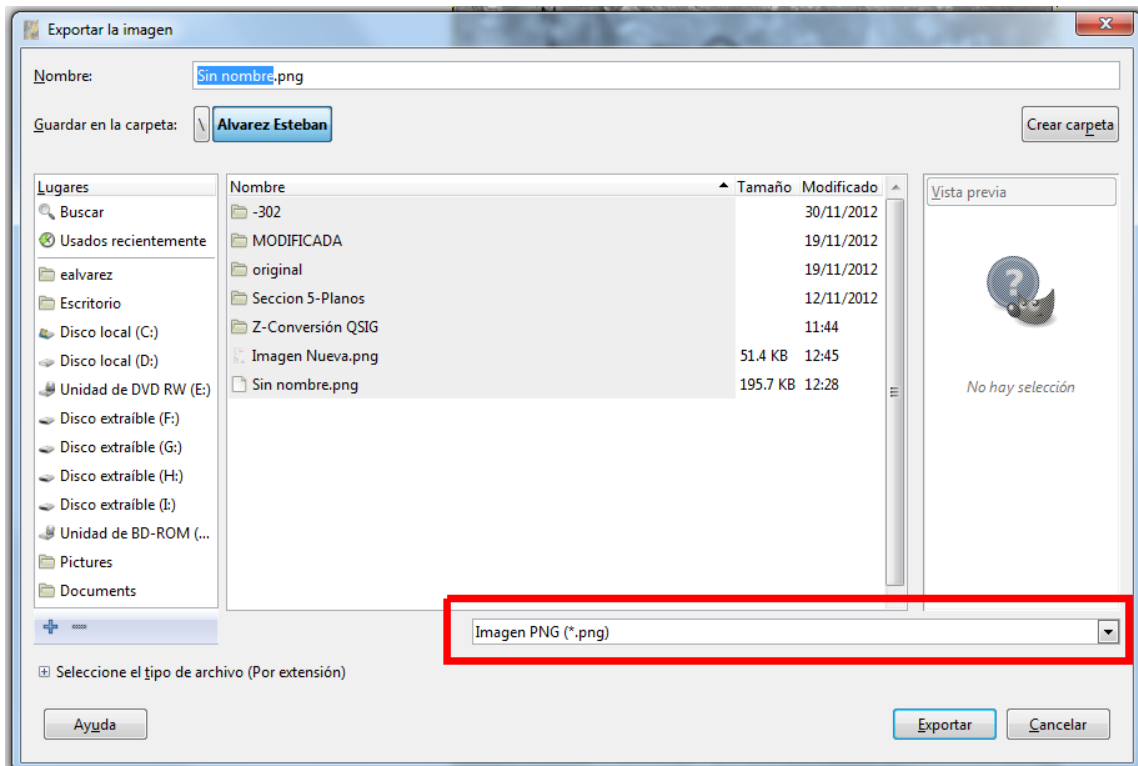 Exportar la imagen
Nombre: Sin nombre.png
Guardar en la carpeta: \ Alvarez Esteban Crear carpeta
Lugares Nombre Tamaño Modificado Vista previa
Buscar -302 30/11/2012
Usados recientemente MODIFICADA 19/11/2012
ealvarez original 19/11/2012
Escritorio Seccion 5-Planos 12/11/2012
Disco local (C:) Z-Conversión QSIG 11:44
Disco local (D:) Imagen Nueva.png 51.4 KB 12:45
Unidad de DVD RW (E:) Sin nombre.png 195.7 KB 12:28 No hay selección
Disco extraíble (F:)
Disco extraíble (G:)
Disco extraíble (H:)
Disco extraíble (I:)
Unidad de BD-ROM (...
Pictures
Documents
Imagen PNG (*.png)
Seleccione el tipo de archivo (Por extensión)
Ayuda Exportar Cancelar